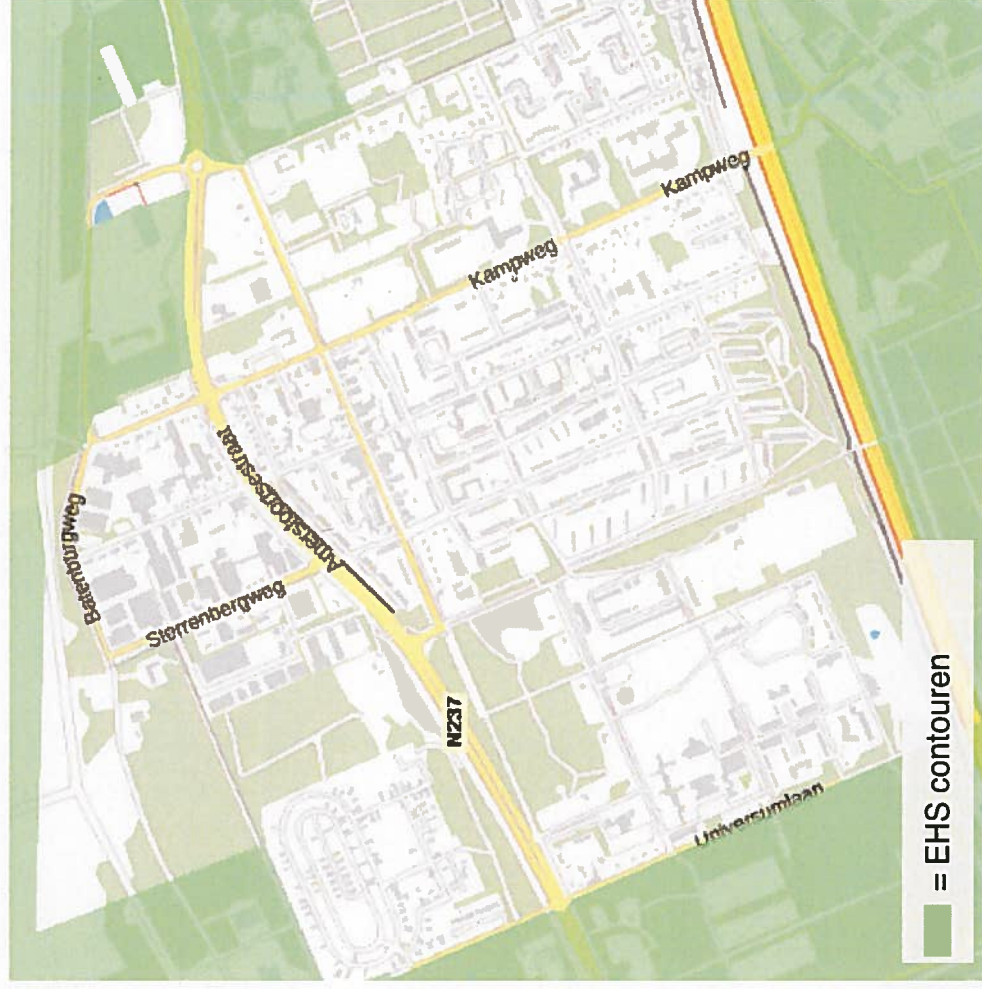 Kampweg
Kampweg
Amersfoortsestraat
Batenburgweg
Sterrenbergweg
N237
Universumlaan
= EHS contouren